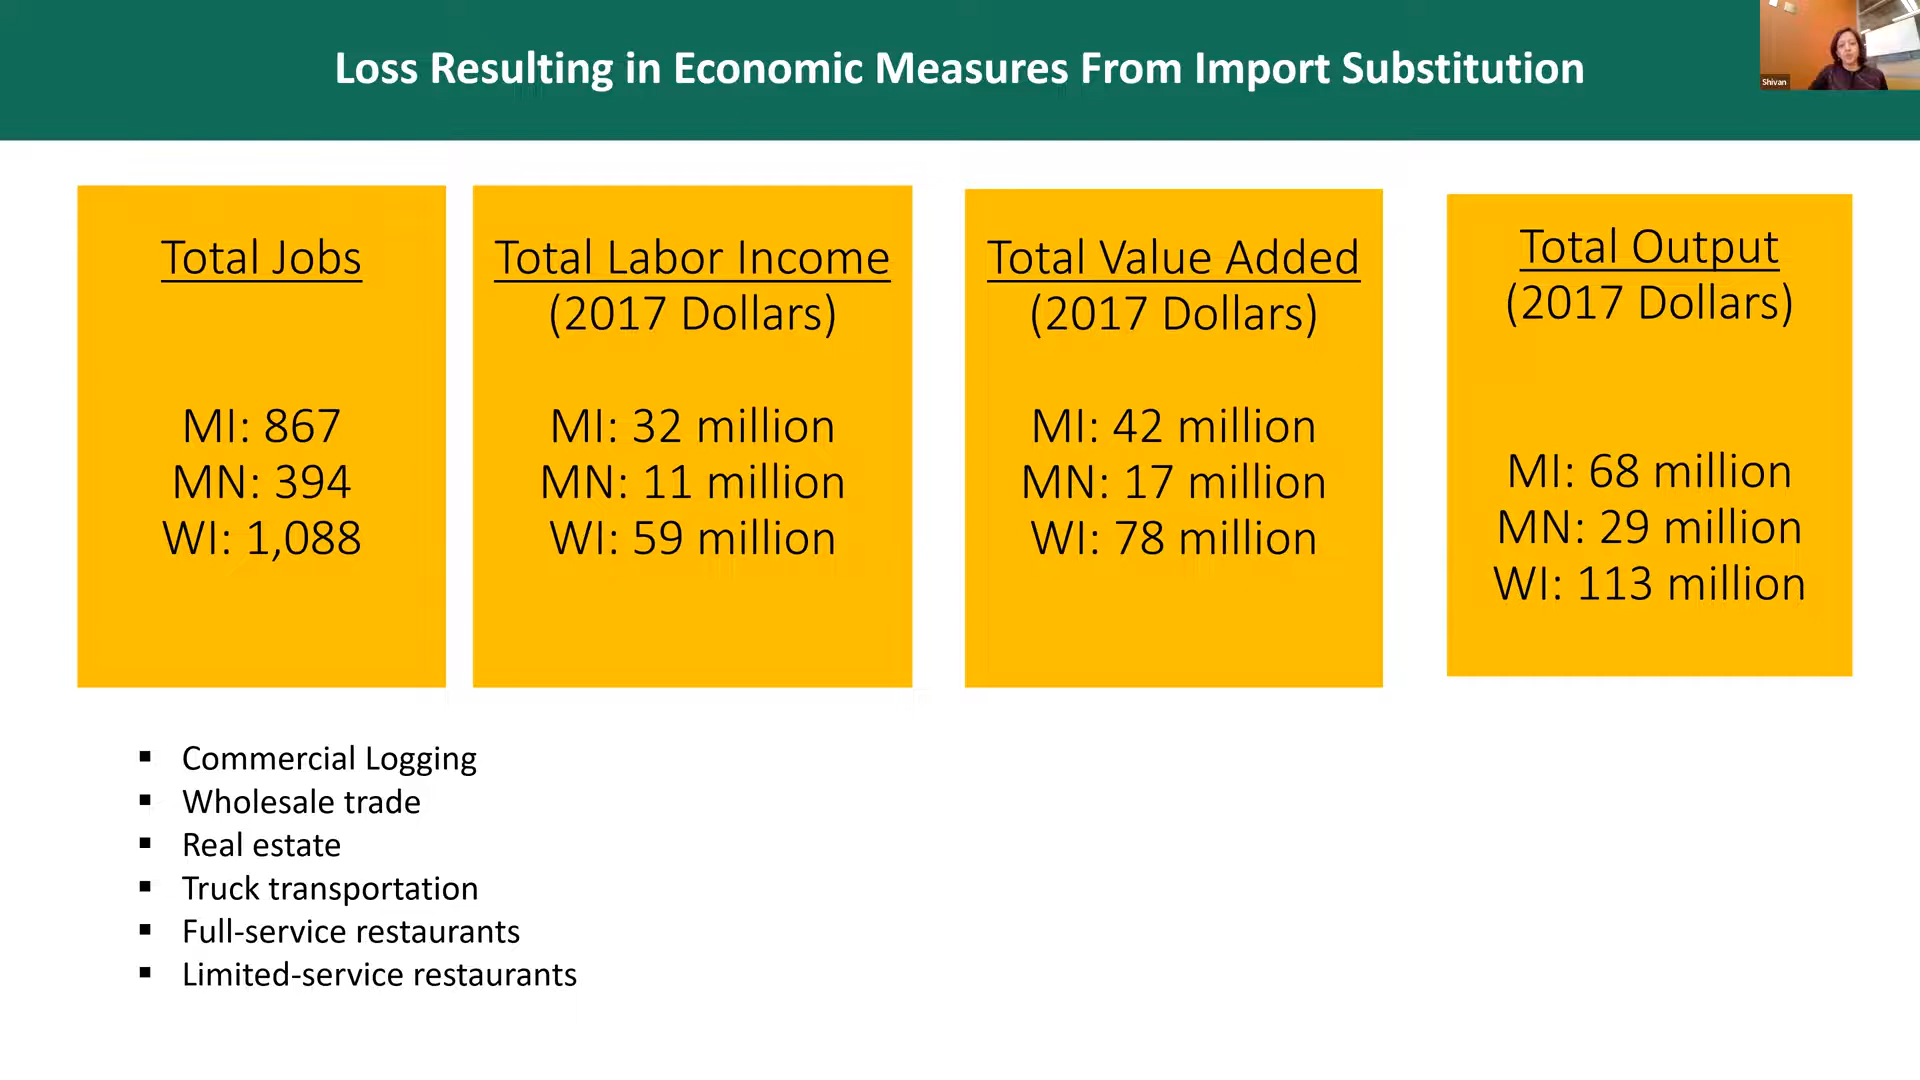 Loss Resulting in Economic Measures From Import Substitution
Shivan
Total Jobs
MI: 867
MN: 394
WI: 1,088
Total Labor Income
(2017 Dollars)
MI: 32 million
MN: 11 million
WI: 59 million
Total Value Added
(2017 Dollars)
MI: 42 million
MN: 17 million
WI: 78 million
Total Output
(2017 Dollars)
MI: 68 million
MN: 29 million
WI: 113 million
▪ Commercial Logging
▪ Wholesale trade
▪ Real estate
▪ Truck transportation
▪ Full-service restaurants
▪ Limited-service restaurants